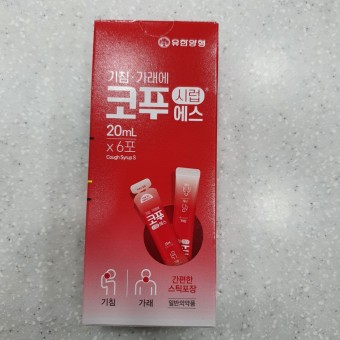 유한양행
기침·가래에
코푸 시럽
에스
20mL
x 6포
Cough Syrup S
코푸
에스
기침
가래
간편한
스틱포장
일반의약품